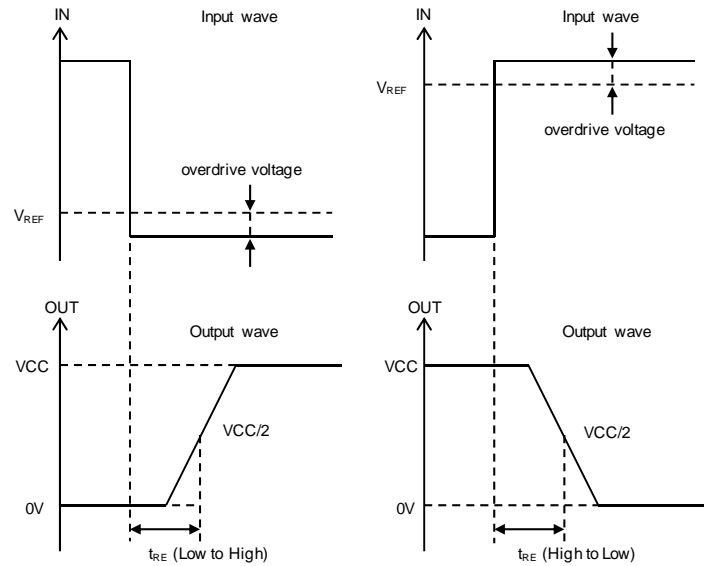 IN
Input wave
overdrive voltage
VREF
OUT
Output wave
VCC
VCC/2
0V
tRE (Low to High)
IN
Input wave
VREF
overdrive voltage
OUT
Output wave
VCC
VCC/2
0V
tRE (High to Low)